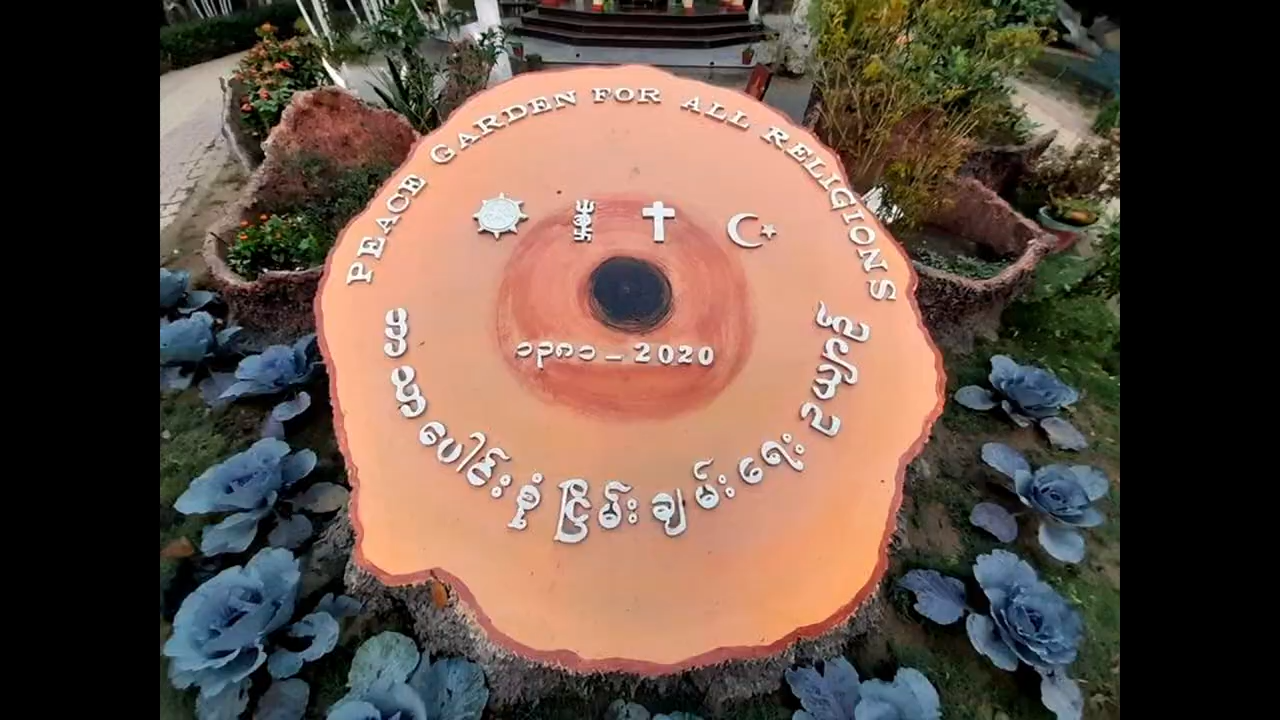 PEACE GARDEN FOR ALL RELIGIONS
၁၃၈၁ – 2020
ဘာသာပေါင်းစုံ ငြိမ်းချမ်းရေး ဥယျာဉ်